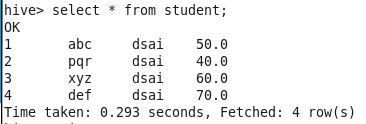 hive> select * from student;
OK
1 abc dsai 50.0
2 pqr dsai 40.0
3 xyz dsai 60.0
4 def dsai 70.0
Time taken: 0.293 seconds, Fetched: 4 row(s)